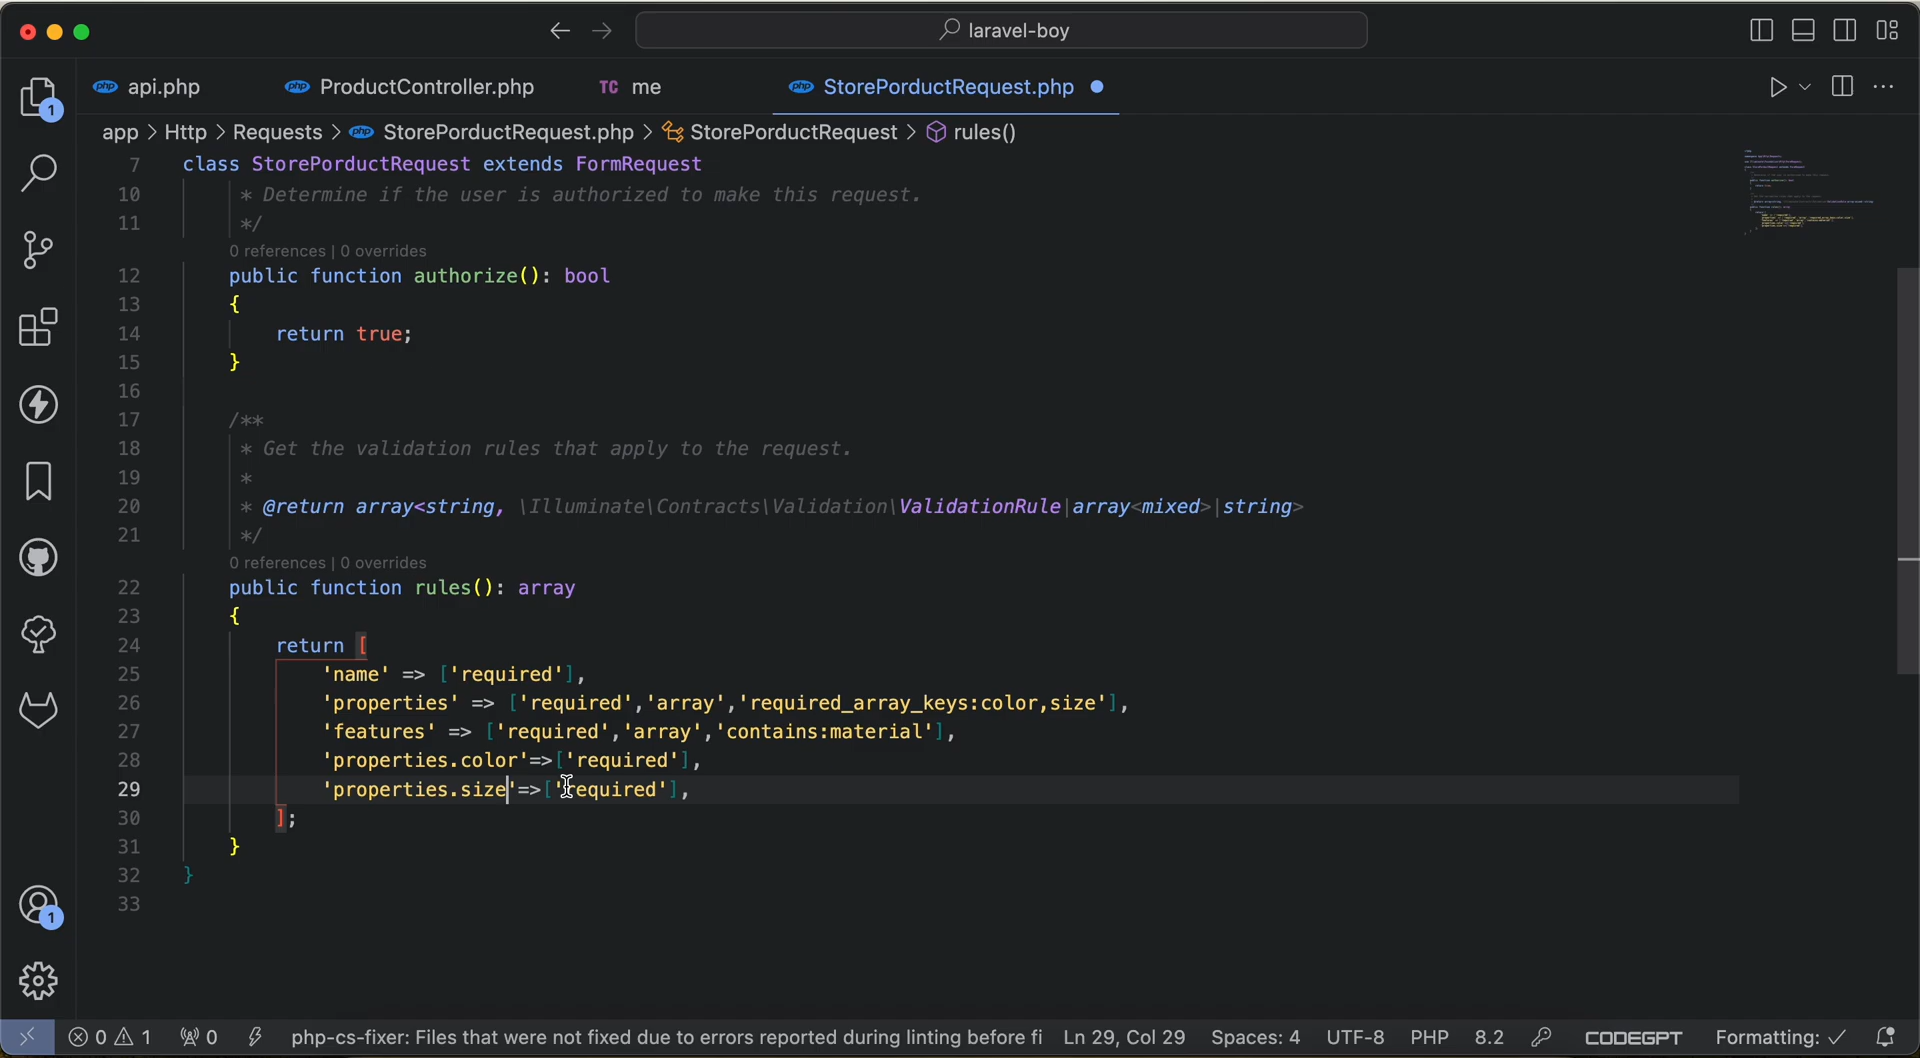 laravel-boy
api.php
ProductController.php
TC me
StorePorductRequest.php
app > Http > Requests > StorePorductRequest.php > StorePorductRequest > rules()
7 class StorePorductRequest extends FormRequest
10 * Determine if the user is authorized to make this request.
11 */
0 references | 0 overrides
12 public function authorize(): bool
13 {
14 return true;
15 }
16
17 /**
18 * Get the validation rules that apply to the request.
19 *
20 * @return array<string, \Illuminate\Contracts\Validation\ValidationRule|array<mixed>|string>
21 */
0 references | 0 overrides
22 public function rules(): array
23 {
24 return [
25 'name' => ['required'],
26 'properties' => ['required','array','required_array_keys:color,size'],
27 'features' => ['required','array','contains:material'],
28 'properties.color'=>['required'],
29 'properties.size'=>['required'],
30 ];
31 }
32 }
33
1
1
0 1 0 php-cs-fixer: Files that were not fixed due to errors reported during linting before fi Ln 29, Col 29 Spaces: 4 UTF-8 PHP 8.2 CODEGPT Formatting: ✓